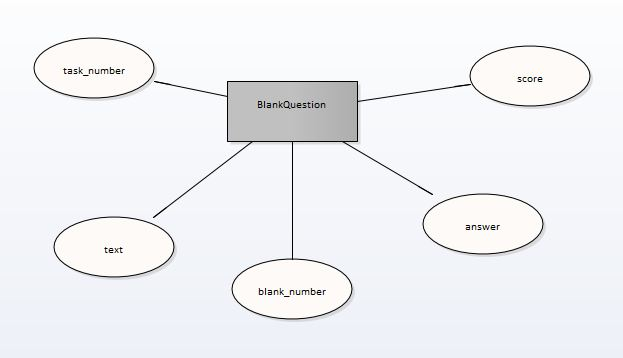 task_number
score
BlankQuestion
answer
text
blank_number